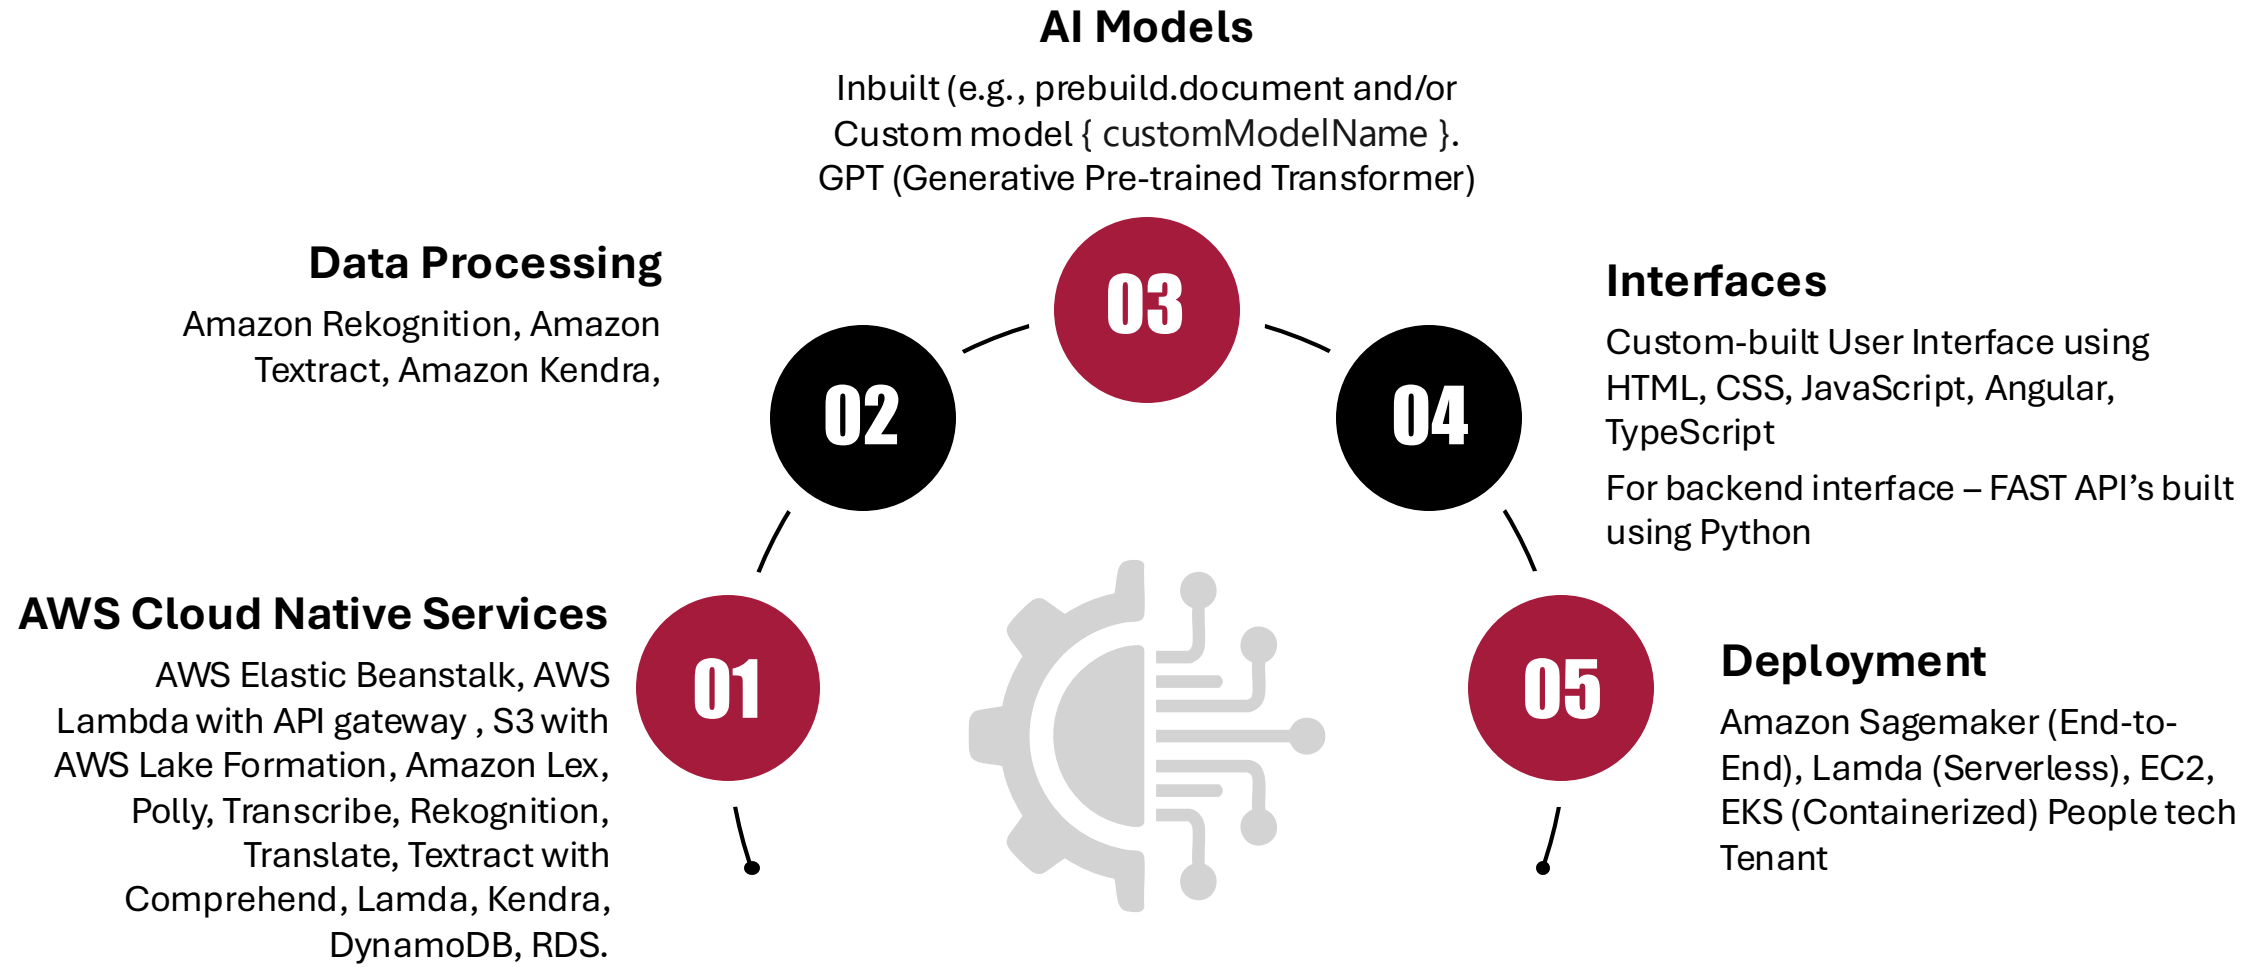 AI Models
Inbuilt (e.g., prebuild.document and/or
Custom model { customModelName }.
GPT (Generative Pre-trained Transformer)
03
Data Processing
Amazon Rekognition, Amazon
Textract, Amazon Kendra,
02
04
Interfaces
Custom-built User Interface using
HTML, CSS, JavaScript, Angular,
TypeScript
For backend interface – FAST API’s built
using Python
AWS Cloud Native Services
AWS Elastic Beanstalk, AWS
Lambda with API gateway , S3 with
AWS Lake Formation, Amazon Lex,
Polly, Transcribe, Rekognition,
Translate, Textract with
Comprehend, Lamda, Kendra,
DynamoDB, RDS.
01
05
Deployment
Amazon Sagemaker (End-to-
End), Lamda (Serverless), EC2,
EKS (Containerized) People tech
Tenant